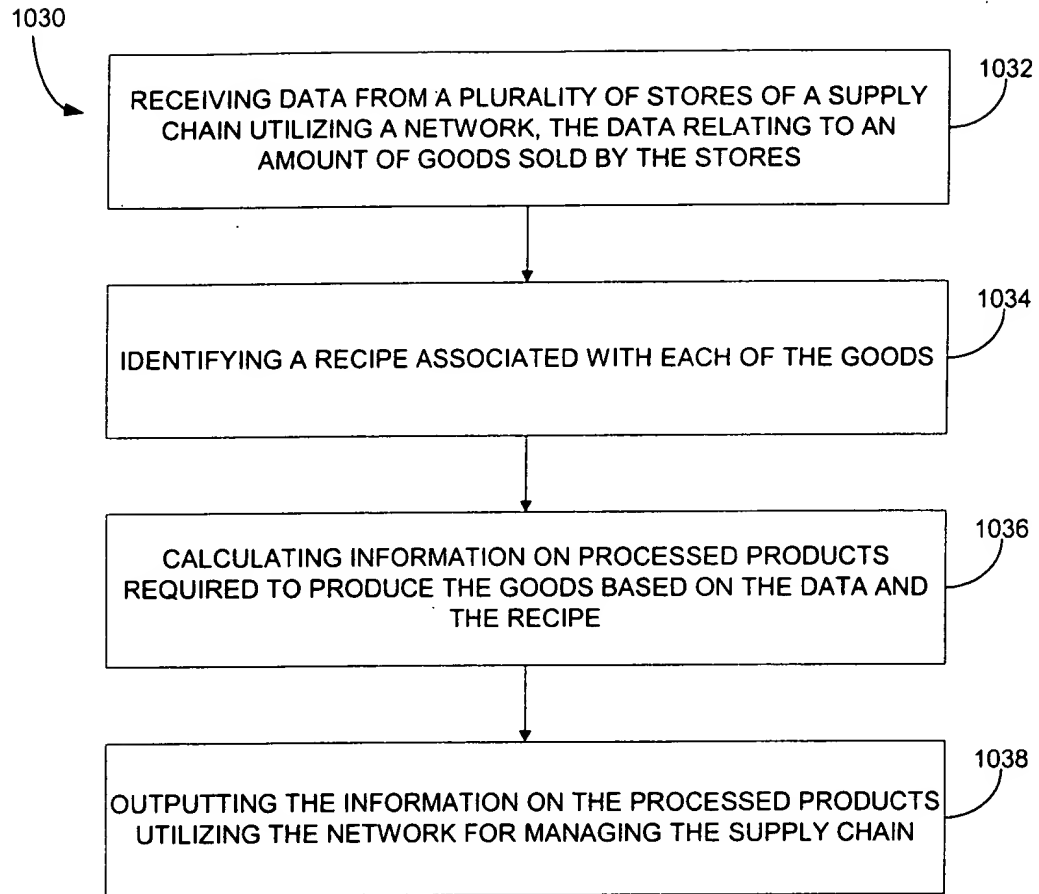 1030
1032
RECEIVING DATA FROM A PLURALITY OF STORES OF A SUPPLY
CHAIN UTILIZING A NETWORK, THE DATA RELATING TO AN
AMOUNT OF GOODS SOLD BY THE STORES
1034
IDENTIFYING A RECIPE ASSOCIATED WITH EACH OF THE GOODS
1036
CALCULATING INFORMATION ON PROCESSED PRODUCTS
REQUIRED TO PRODUCE THE GOODS BASED ON THE DATA AND
THE RECIPE
1038
OUTPUTTING THE INFORMATION ON THE PROCESSED PRODUCTS
UTILIZING THE NETWORK FOR MANAGING THE SUPPLY CHAIN